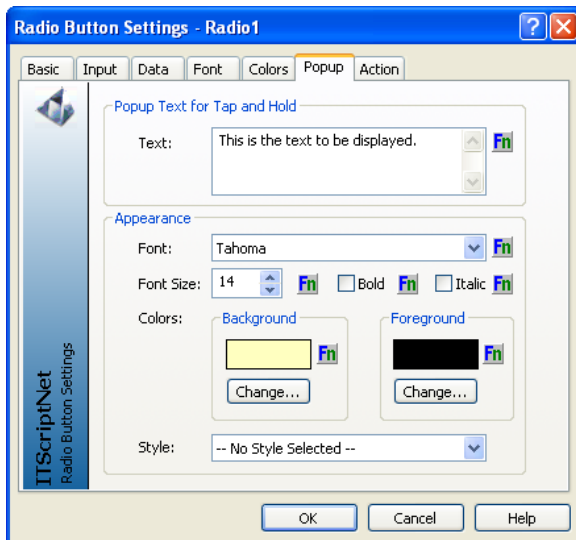 Radio Button Settings - Radio1
Basic Input Data Font Colors Popup Action
Popup Text for Tap and Hold
Text: This is the text to be displayed. Fn
Appearance
Font: Tahoma Fn
Font Size: 14 Fn Bold Fn Italic Fn
Colors: Background Foreground
Fn Fn
Change... Change...
Style: -- No Style Selected --
ITScriptNet
Radio Button Settings
OK Cancel Help